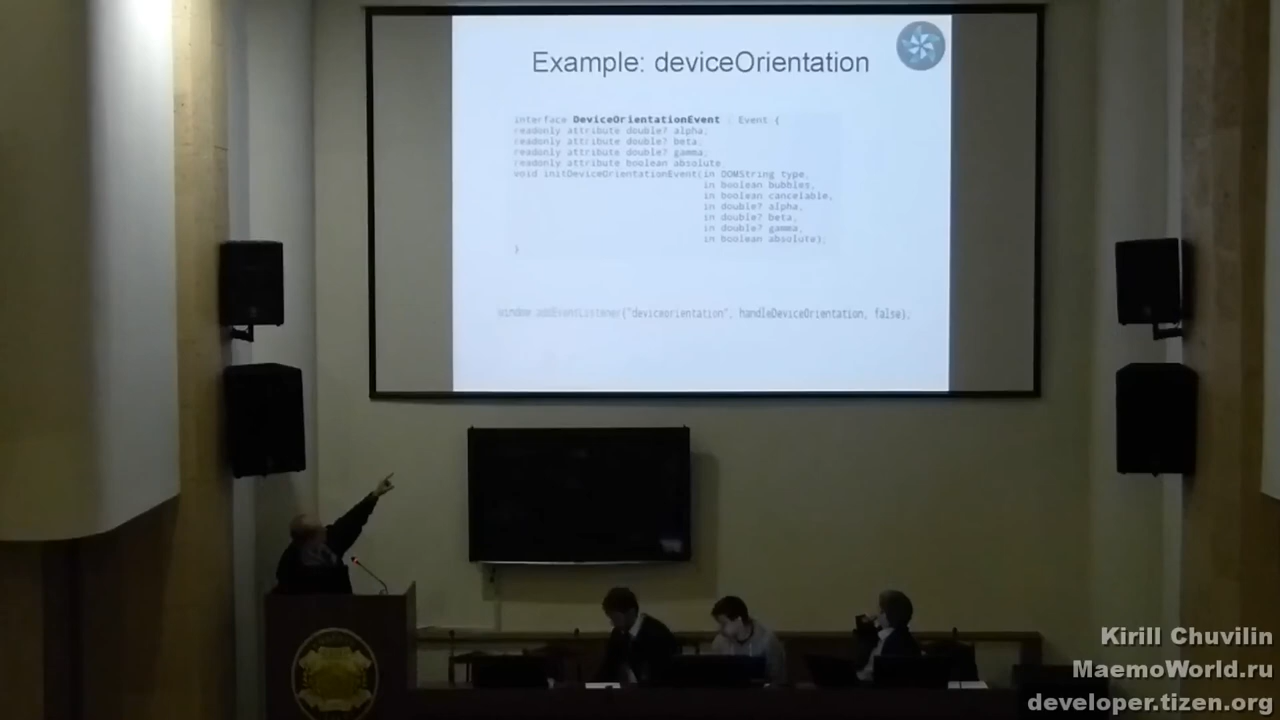 Example: deviceOrientation
interface DeviceOrientationEvent : Event {
readonly attribute double? alpha;
readonly attribute double? beta;
readonly attribute double? gamma;
readonly attribute boolean absolute
void initDeviceOrientationEvent(in DOMString type,
in boolean bubbles,
in boolean cancelable,
in double? alpha,
in double? beta,
in double? gamma,
in boolean absolute);
}
window.addEventListener("deviceorientation", handleDeviceOrientation, false);
Kirill Chuvilin
MaemoWorld.ru
developer.tizen.org